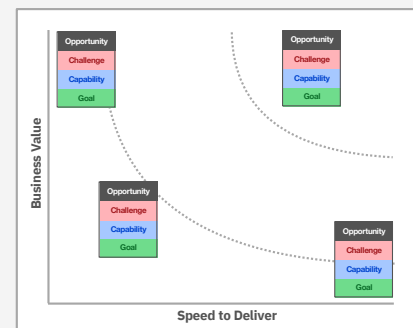 Opportunity
Challenge
Capability
Goal
Opportunity
Challenge
Capability
Goal
Opportunity
Challenge
Capability
Goal
Opportunity
Challenge
Capability
Goal
Business Value
Speed to Deliver